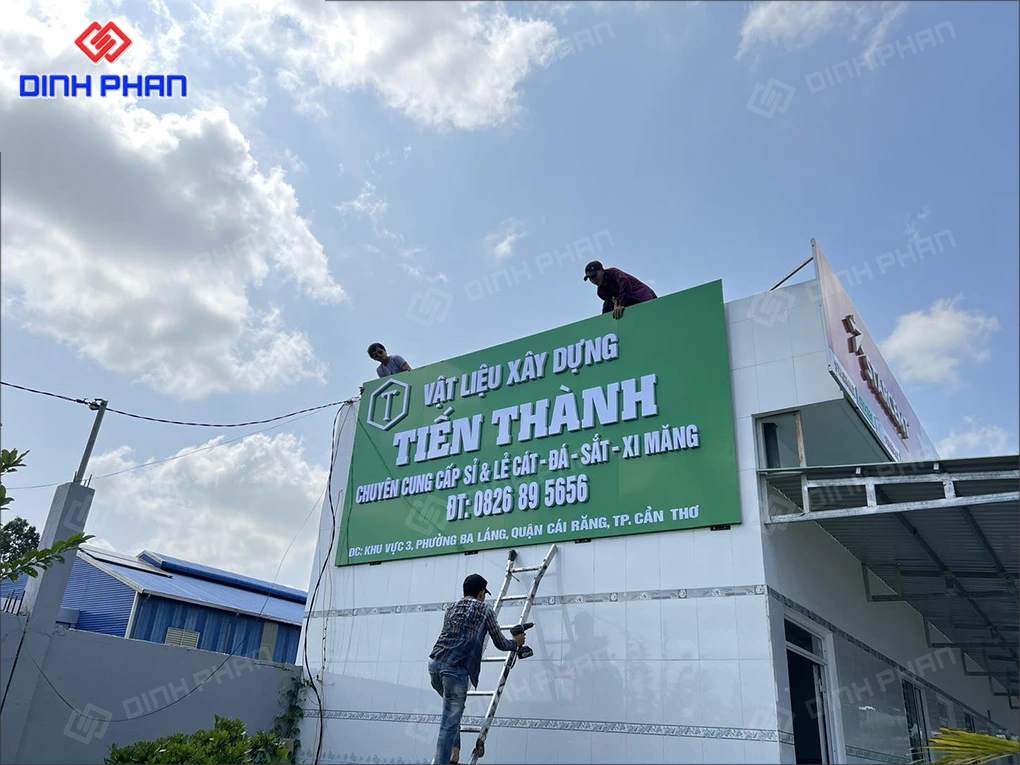 DINH PHAN
T
VẬT LIỆU XÂY DỰNG
TIẾN THÀNH
CHUYÊN CUNG CẤP SỈ & LẺ CÁT - ĐÁ - SẮT - XI MĂNG
ĐT: 0826 89 5656
ĐC: KHU VỰC 3, PHƯỜNG BA LÁNG, QUẬN CÁI RĂNG, TP. CẦN THƠ